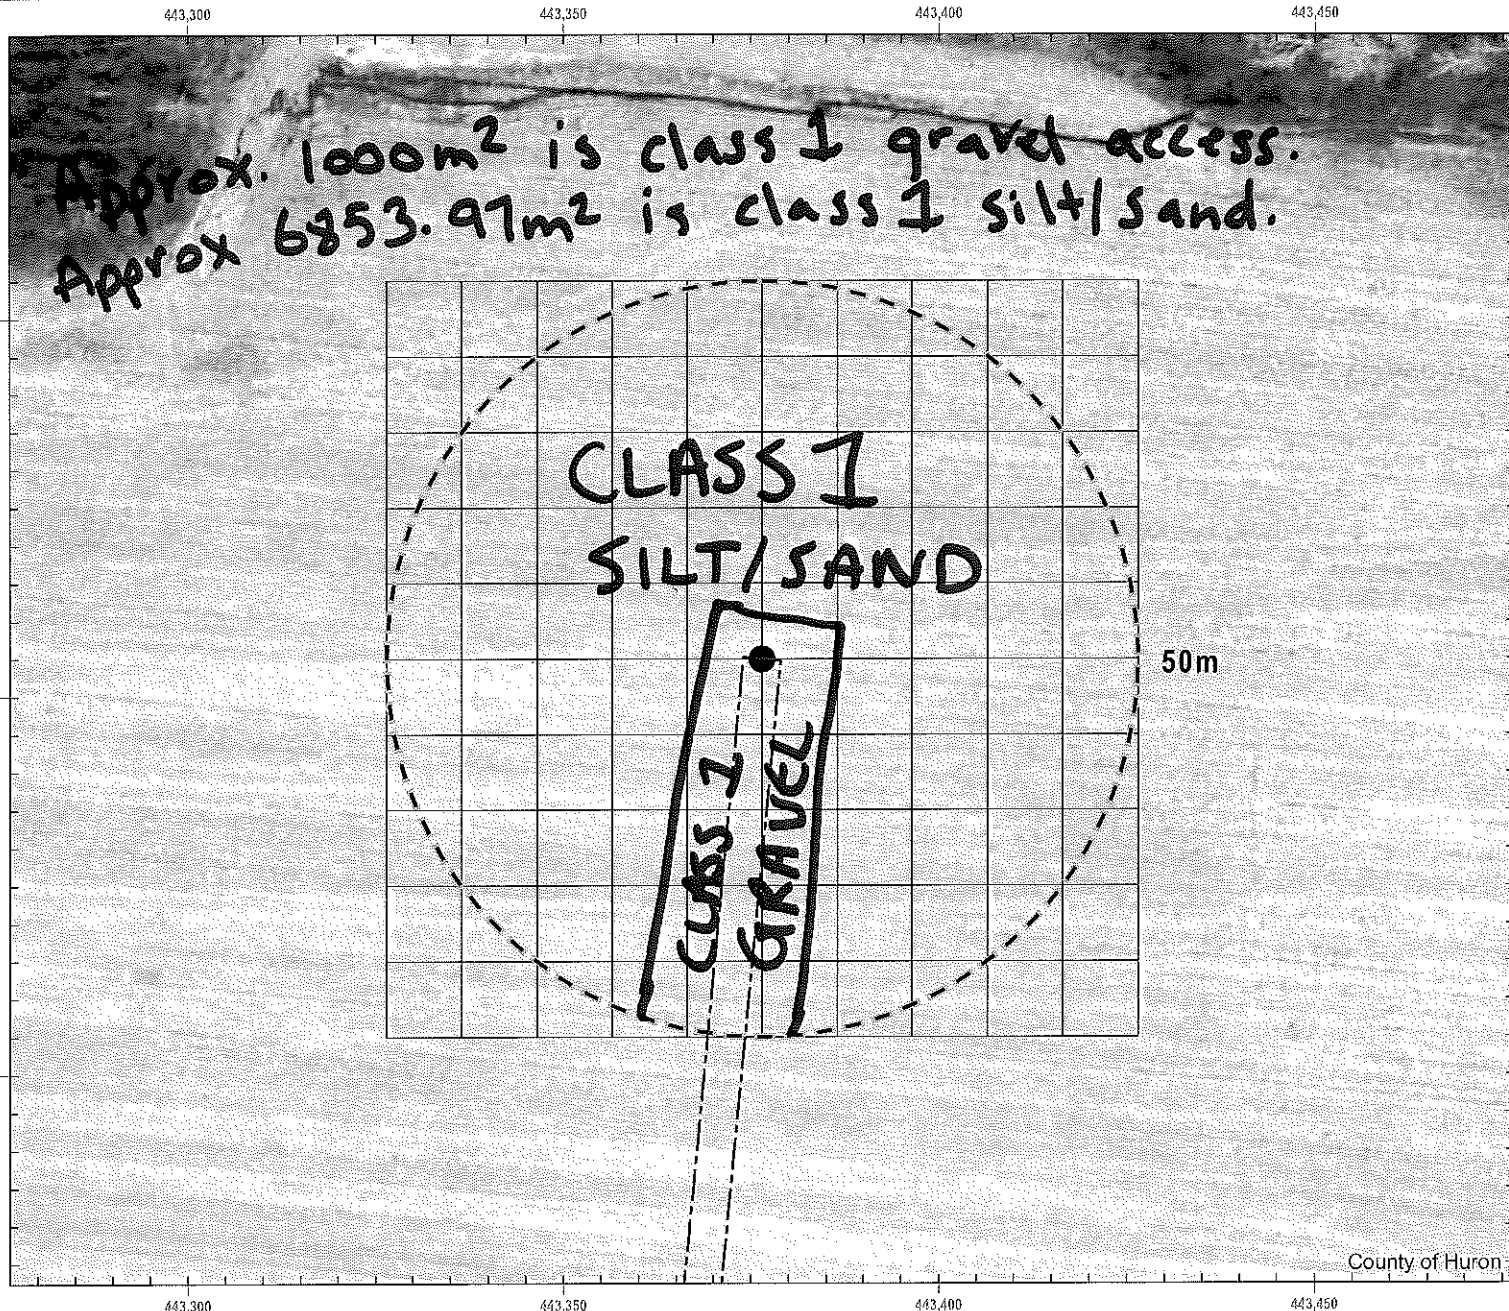 443,300 443,350 443,400 443,450
Approx. 1000m² is class 1 gravel access.
Approx 6853.97m² is class 1 silt/sand.
CLASS 1
SILT/SAND
50m
CLASS 1
GRAVEL
County of Huron
443,300 443,350 443,400 443,450